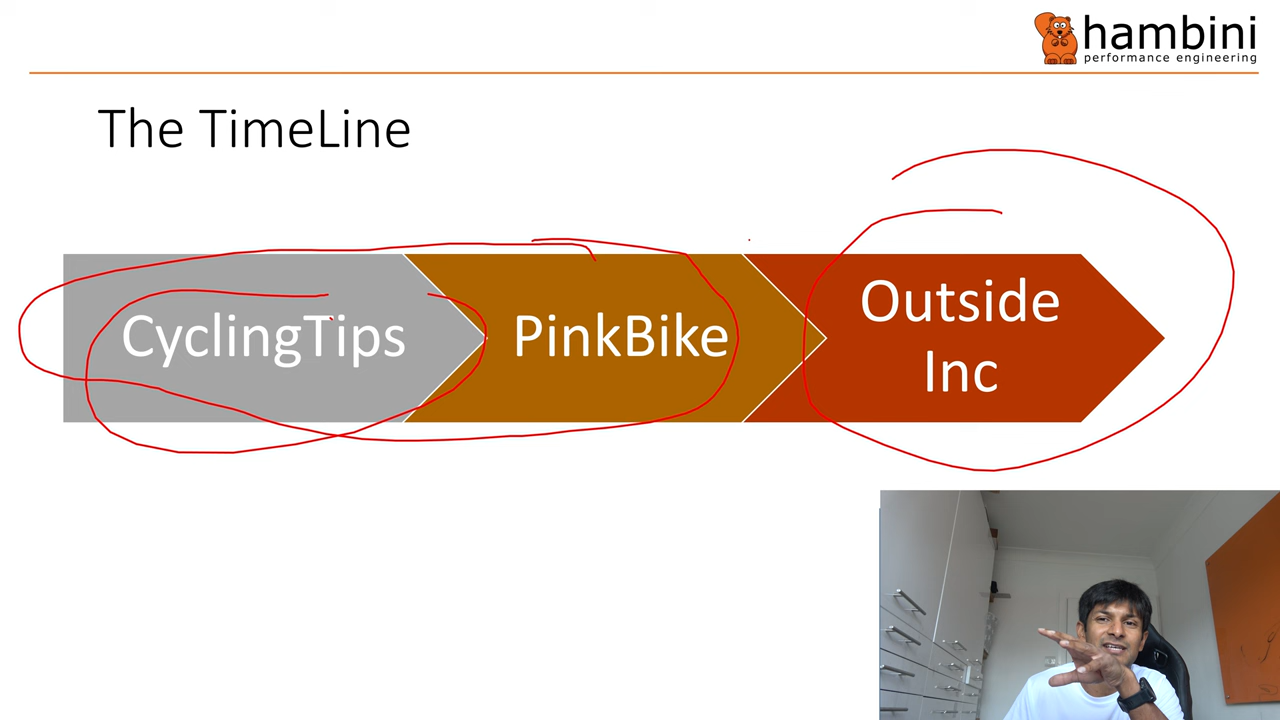 hambini
performance engineering
The TimeLine
CyclingTips
PinkBike
Outside
Inc